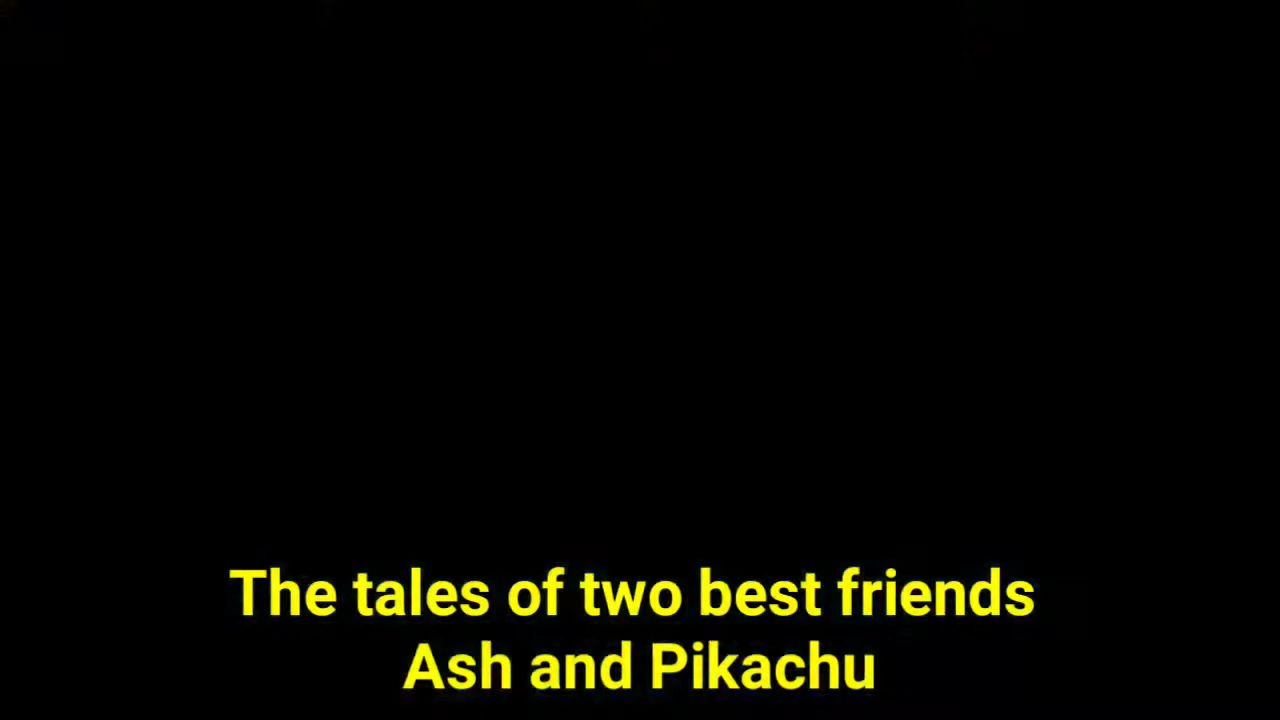 The tales of two best friends
Ash and Pikachu